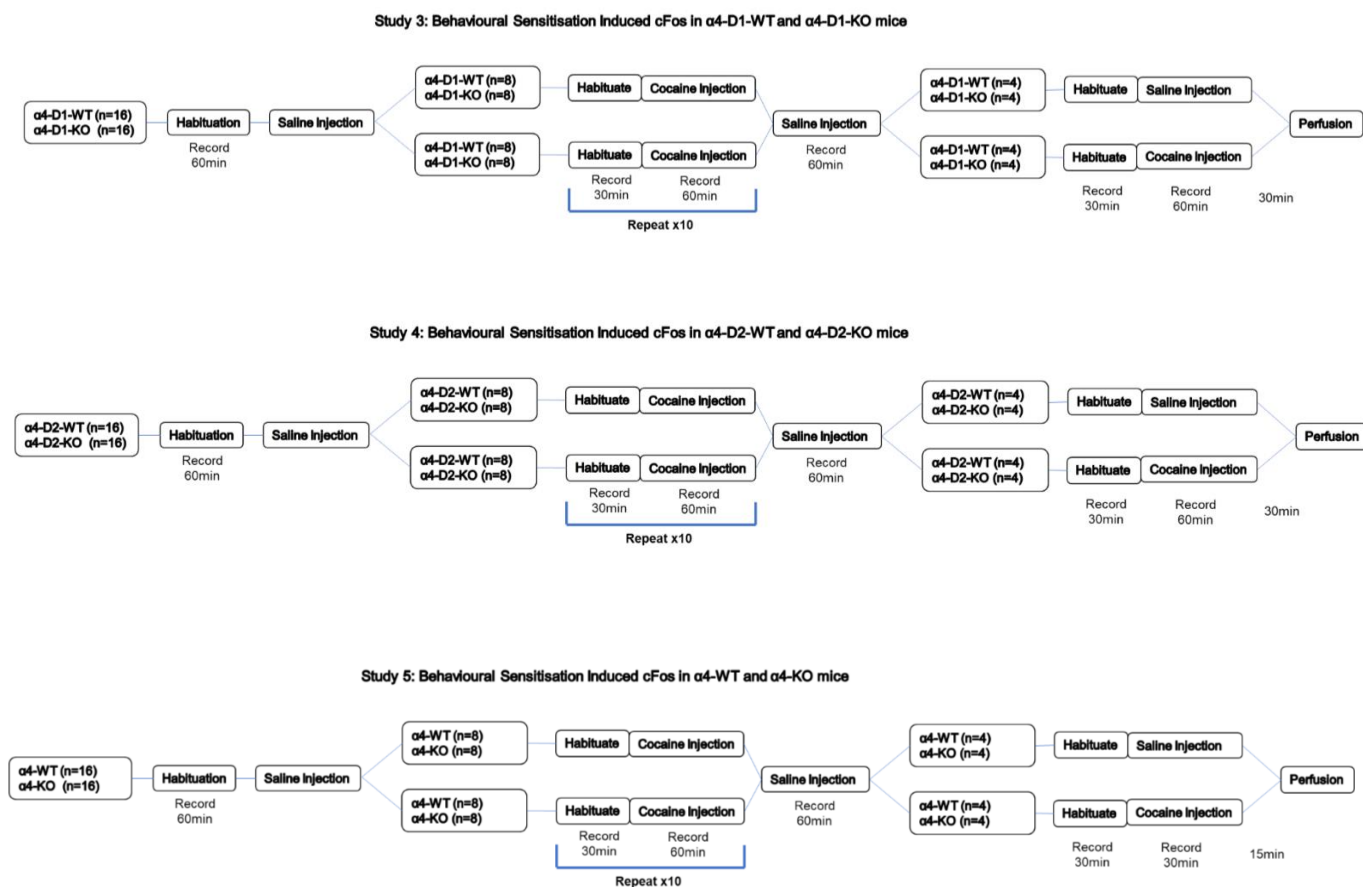 Study 3: Behavioural Sensitisation Induced cFos in α4-D1-WT and α4-D1-KO mice
α4-D1-WT (n=16)
α4-D1-KO (n=16)
Habituation
Record
60min
Saline Injection
α4-D1-WT (n=8)
α4-D1-KO (n=8)
Habituate
Cocaine Injection
α4-D1-WT (n=8)
α4-D1-KO (n=8)
Habituate
Cocaine Injection
Record
30min
Record
60min
Repeat x10
Saline Injection
Record
60min
α4-D1-WT (n=4)
α4-D1-KO (n=4)
Habituate
Saline Injection
α4-D1-WT (n=4)
α4-D1-KO (n=4)
Habituate
Cocaine Injection
Record
30min
Record
60min
30min
Perfusion
Study 4: Behavioural Sensitisation Induced cFos in α4-D2-WT and α4-D2-KO mice
α4-D2-WT (n=16)
α4-D2-KO (n=16)
Habituation
Record
60min
Saline Injection
α4-D2-WT (n=8)
α4-D2-KO (n=8)
Habituate
Cocaine Injection
α4-D2-WT (n=8)
α4-D2-KO (n=8)
Habituate
Cocaine Injection
Record
30min
Record
60min
Repeat x10
Saline Injection
Record
60min
α4-D2-WT (n=4)
α4-D2-KO (n=4)
Habituate
Saline Injection
α4-D2-WT (n=4)
α4-D2-KO (n=4)
Habituate
Cocaine Injection
Record
30min
Record
60min
30min
Perfusion
Study 5: Behavioural Sensitisation Induced cFos in α4-WT and α4-KO mice
α4-WT (n=16)
α4-KO (n=16)
Habituation
Record
60min
Saline Injection
α4-WT (n=8)
α4-KO (n=8)
Habituate
Cocaine Injection
α4-WT (n=8)
α4-KO (n=8)
Habituate
Cocaine Injection
Record
30min
Record
60min
Repeat x10
Saline Injection
Record
60min
α4-WT (n=4)
α4-KO (n=4)
Habituate
Saline Injection
α4-WT (n=4)
α4-KO (n=4)
Habituate
Cocaine Injection
Record
30min
Record
30min
15min
Perfusion